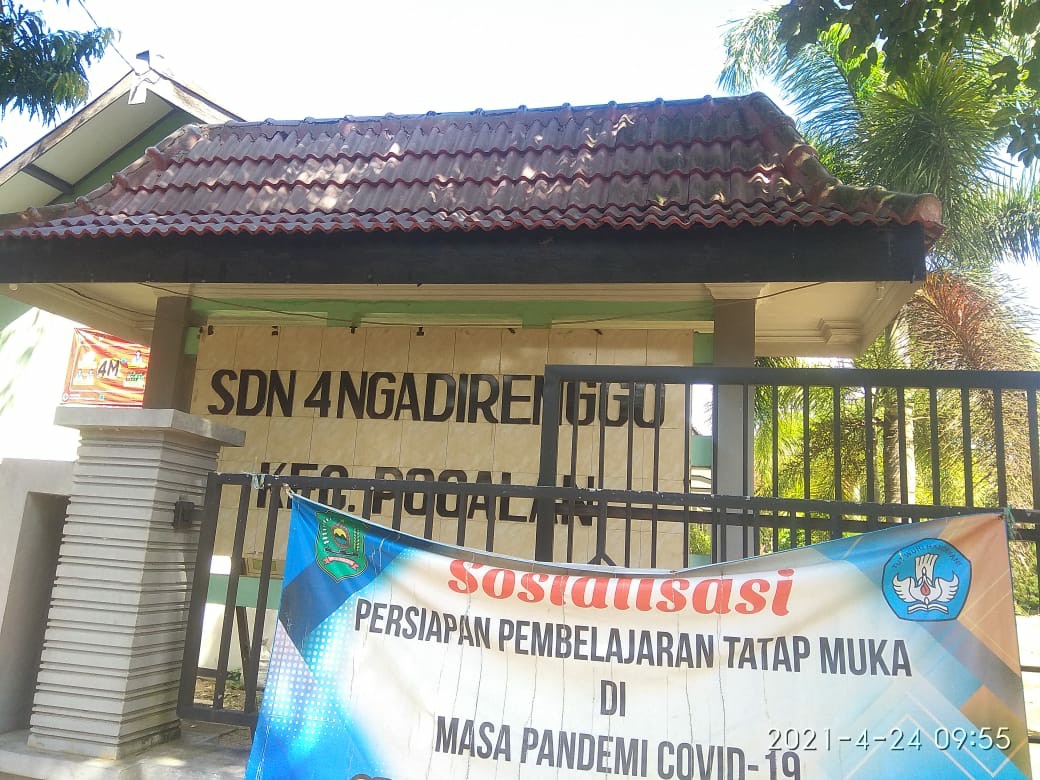 4M
SDN 4 NGADIRENGGO
KEC. POGALAN
Sosialisasi
PERSIAPAN PEMBELAJARAN TATAP MUKA
DI
MASA PANDEMI COVID-19
2021-4-24 09:55